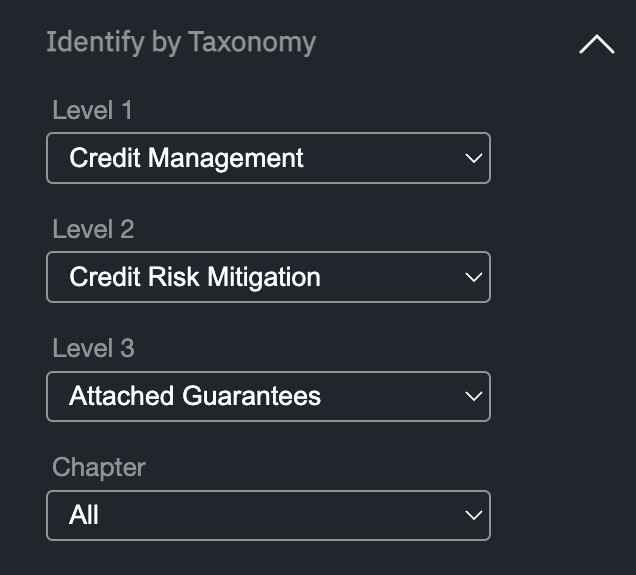 Identify by Taxonomy
Level 1
Credit Management
Level 2
Credit Risk Mitigation
Level 3
Attached Guarantees
Chapter
All